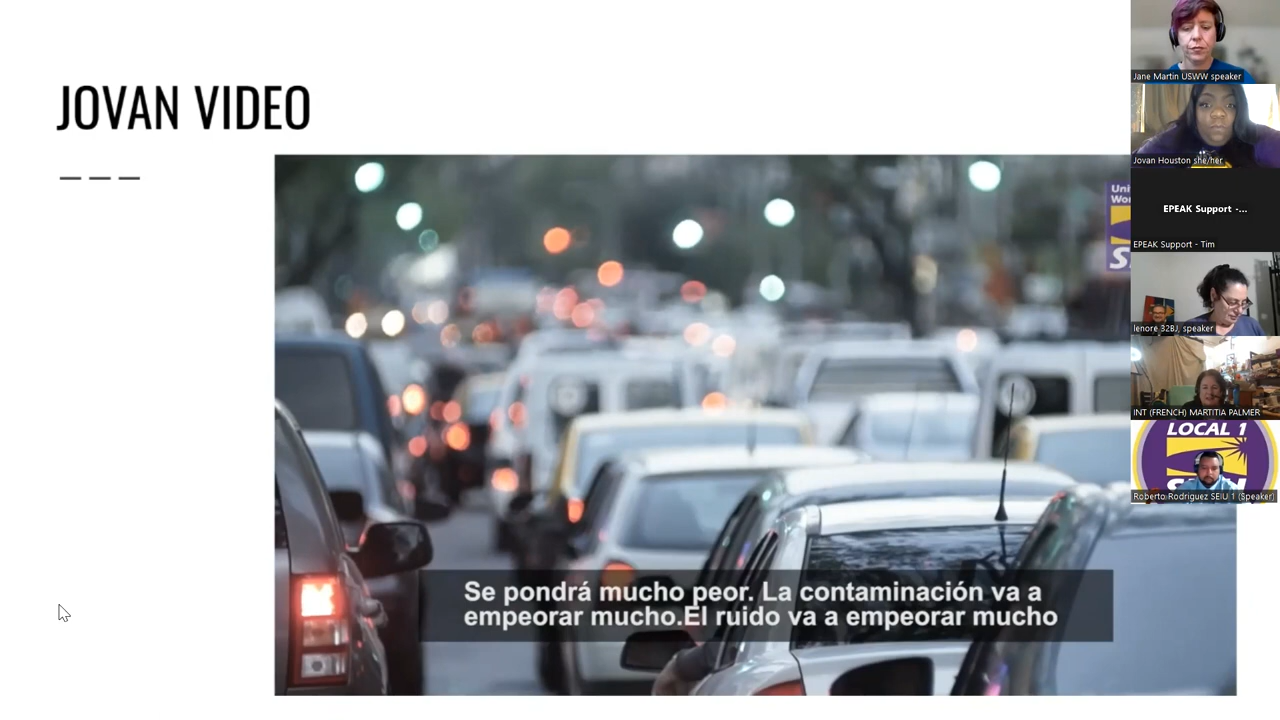 JOVAN VIDEO
Se pondrá mucho peor. La contaminación va a
empeorar mucho.El ruido va a empeorar mucho
Jane Martin USWW speaker
Jovan Houston she/her
EPEAK Support -...
EPEAK Support - Tim
lenore 32BJ, speaker
INT (FRENCH) MARTITIA PALMER
LOCAL 1
Roberto Rodriguez SEIU 1 (Speaker)